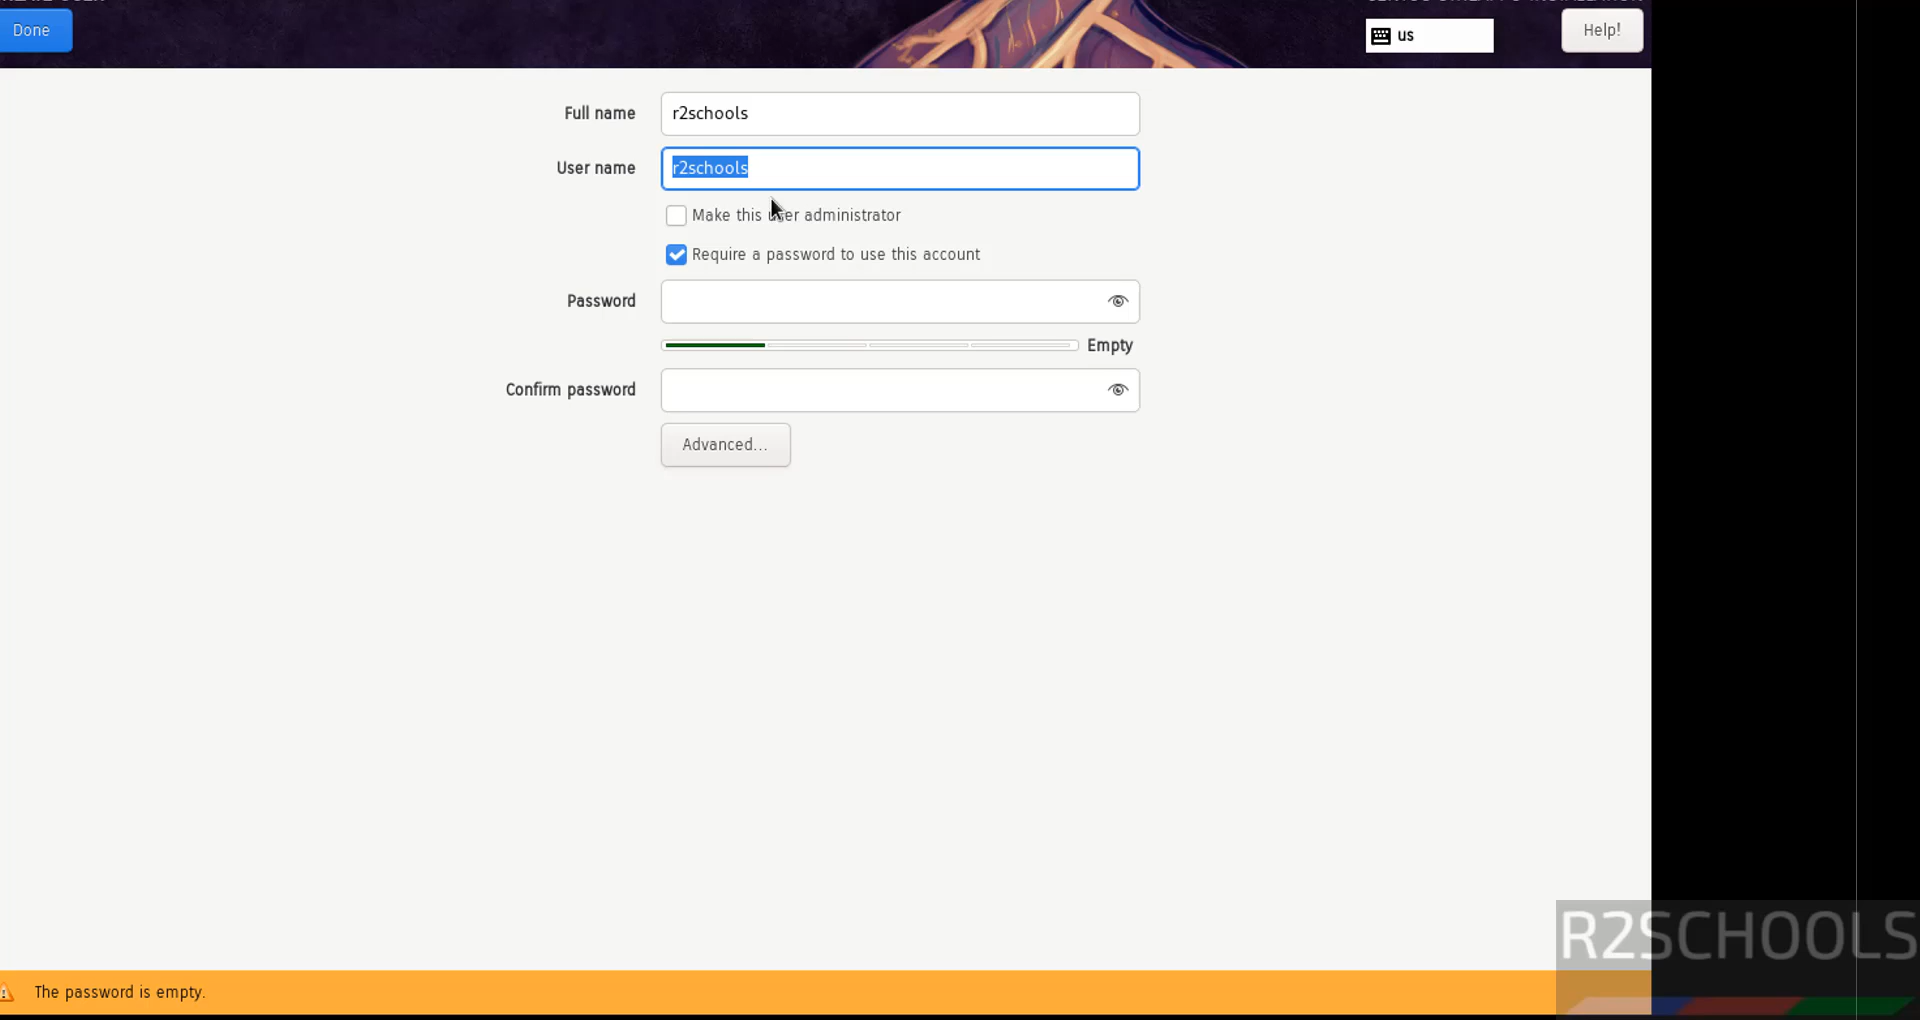 Done
us
Help!
Full name
r2schools
User name
r2schools
Make this user administrator
Require a password to use this account
Password
Empty
Confirm password
Advanced...
R2SCHOOLS
The password is empty.